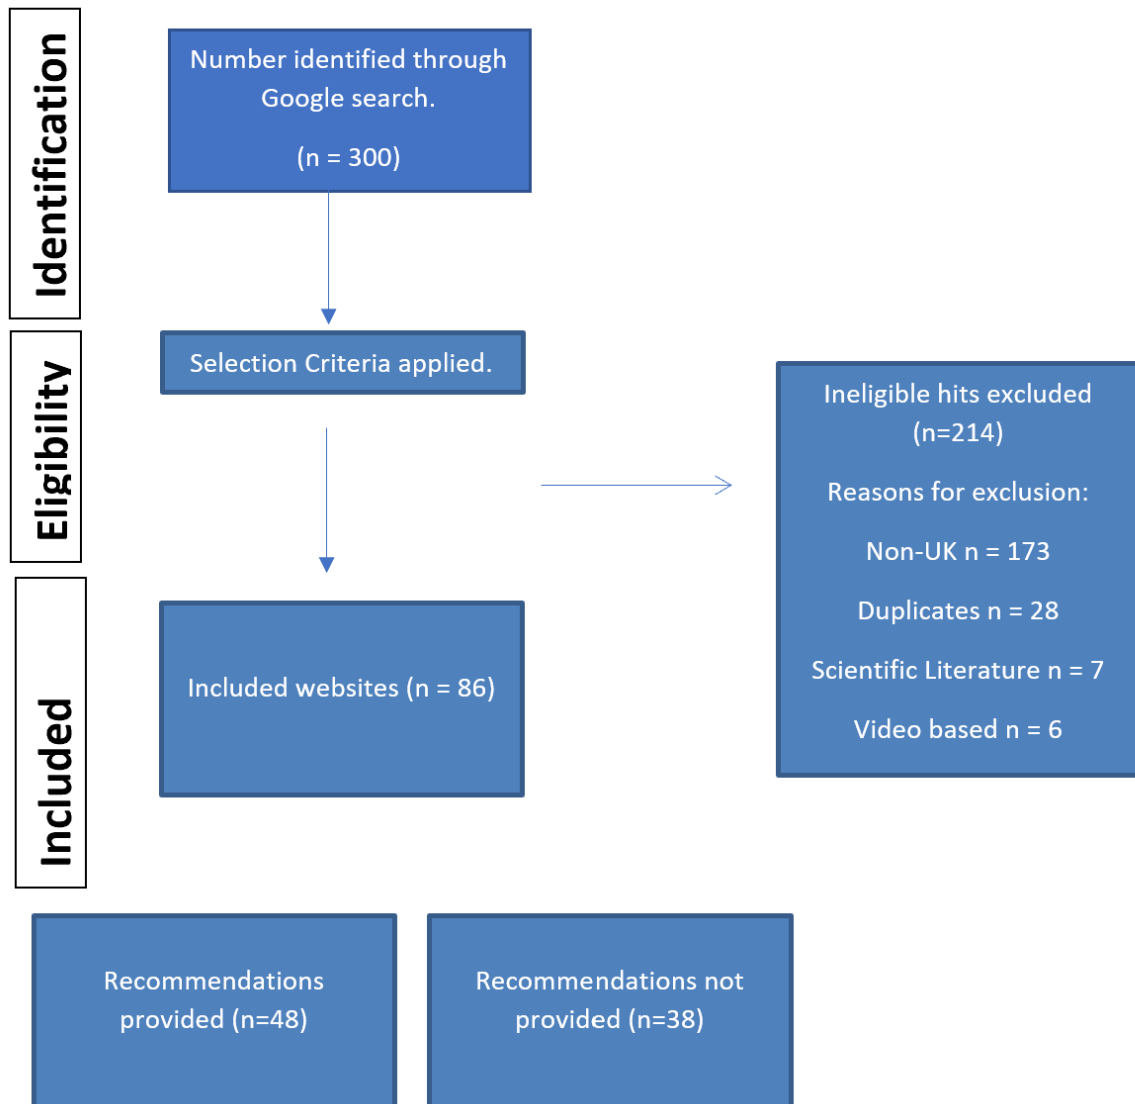 Identification
Number identified through
Google search.
(n = 300)
Eligibility
Selection Criteria applied.
Ineligible hits excluded
(n=214)
Reasons for exclusion:
Non-UK n = 173
Duplicates n = 28
Scientific Literature n = 7
Video based n = 6
Included
Included websites (n = 86)
Recommendations
provided (n=48)
Recommendations not
provided (n=38)